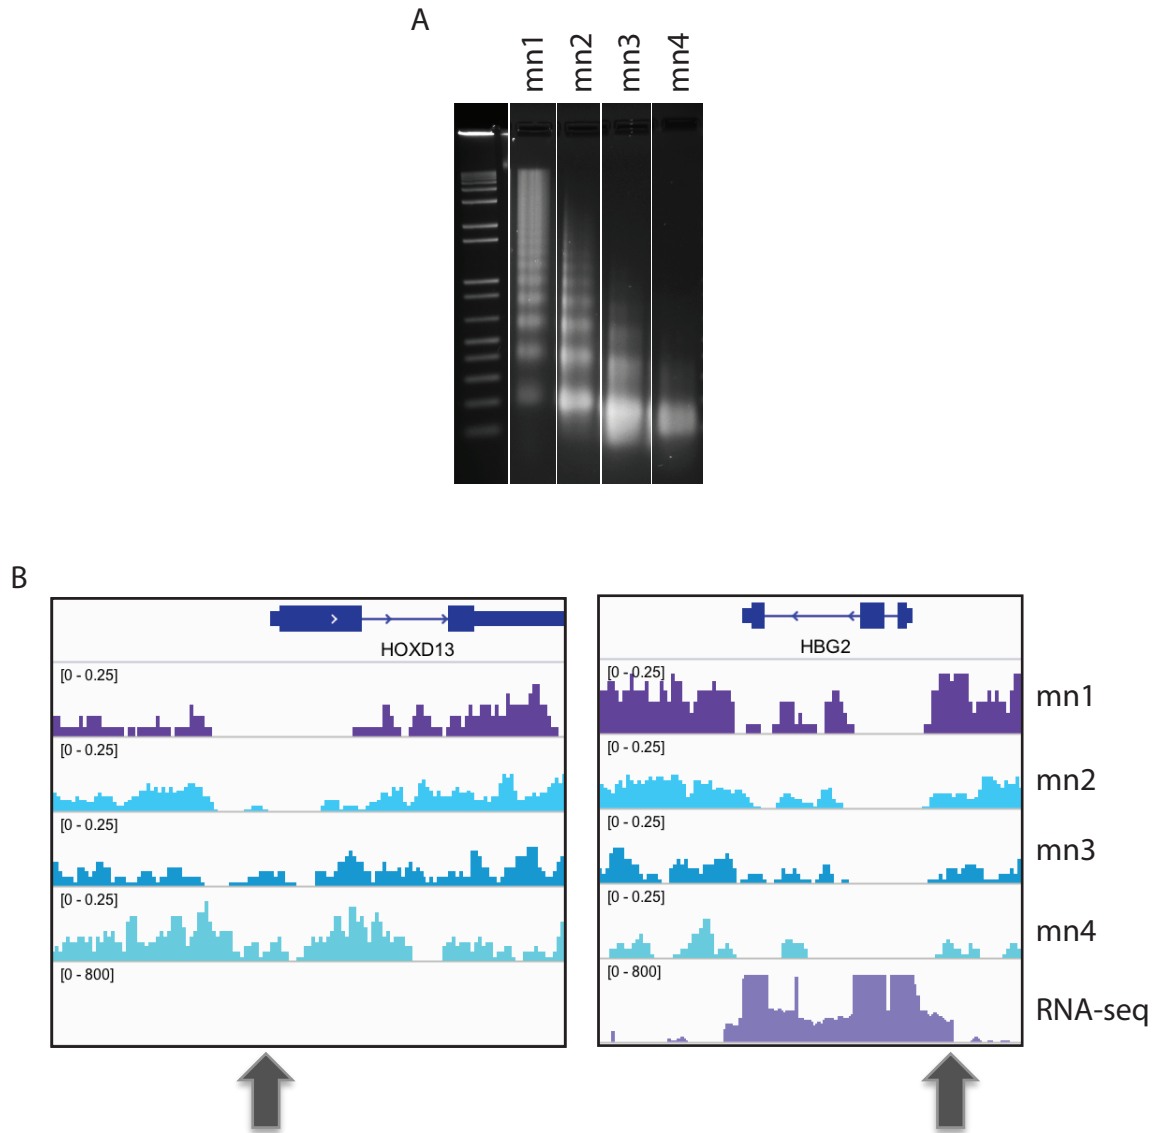 A
mn1
mn2
mn3
mn4
B
HOXD13
[0 - 0.25]
[0 - 0.25]
[0 - 0.25]
[0 - 0.25]
[0 - 800]
HBG2
[0 - 0.25]
[0 - 0.25]
[0 - 0.25]
[0 - 0.25]
[0 - 800]
mn1
mn2
mn3
mn4
RNA-seq